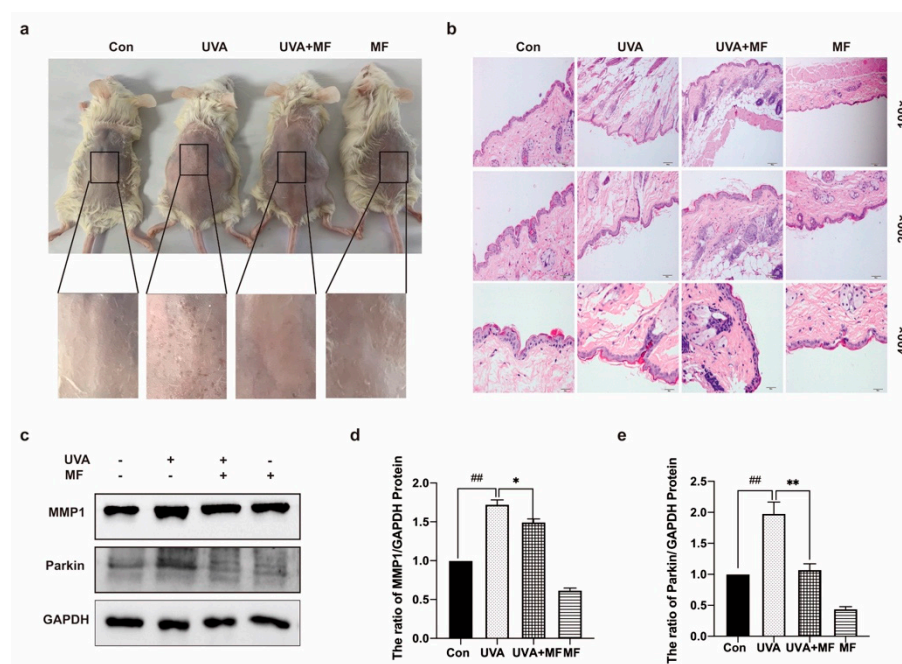 a
Con UVA UVA+MF MF
b
Con UVA UVA+MF MF
100×
200×
400×
c
UVA - + + -
MF - - + +
MMP1
Parkin
GAPDH
d
The ratio of MMP1/GAPDH Protein
2.0
1.5
1.0
0.5
0.0
##
*
Con UVA UVA+MF MF
e
The ratio of Parkin/GAPDH Protein
2.5
2.0
1.5
1.0
0.5
0.0
##
**
Con UVA UVA+MF MF